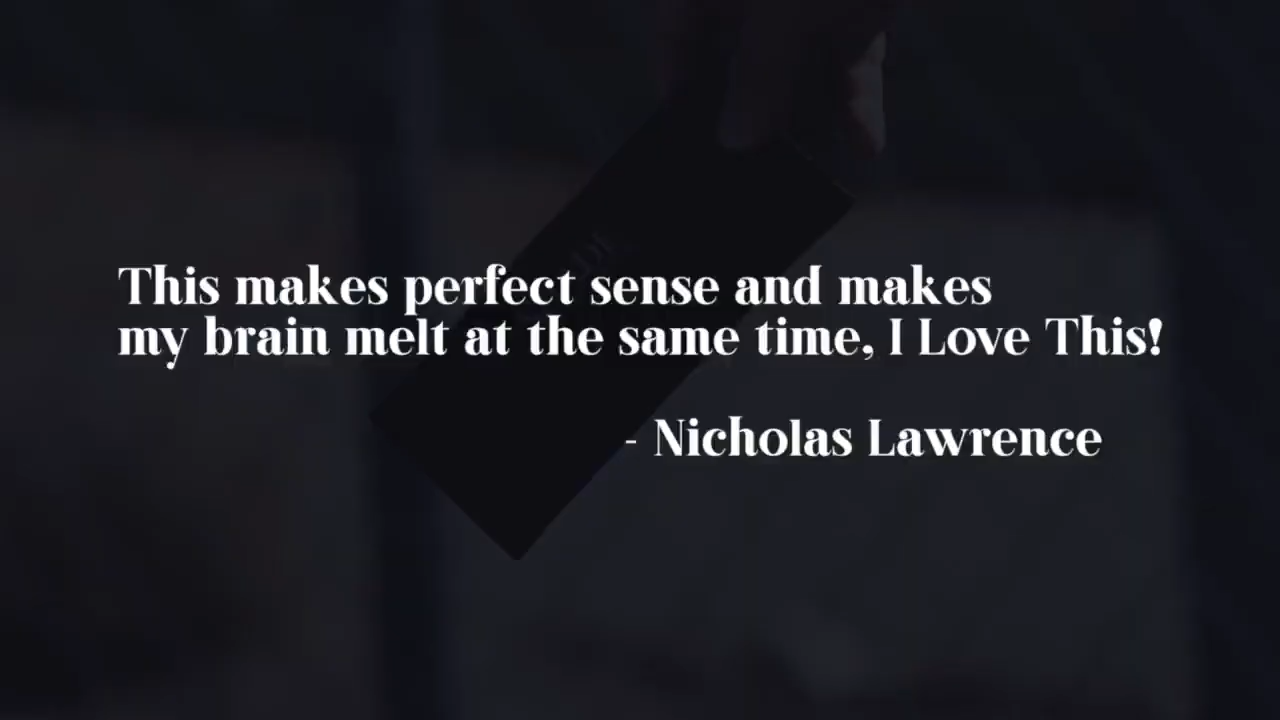 This makes perfect sense and makes
my brain melt at the same time, I Love This!
- Nicholas Lawrence